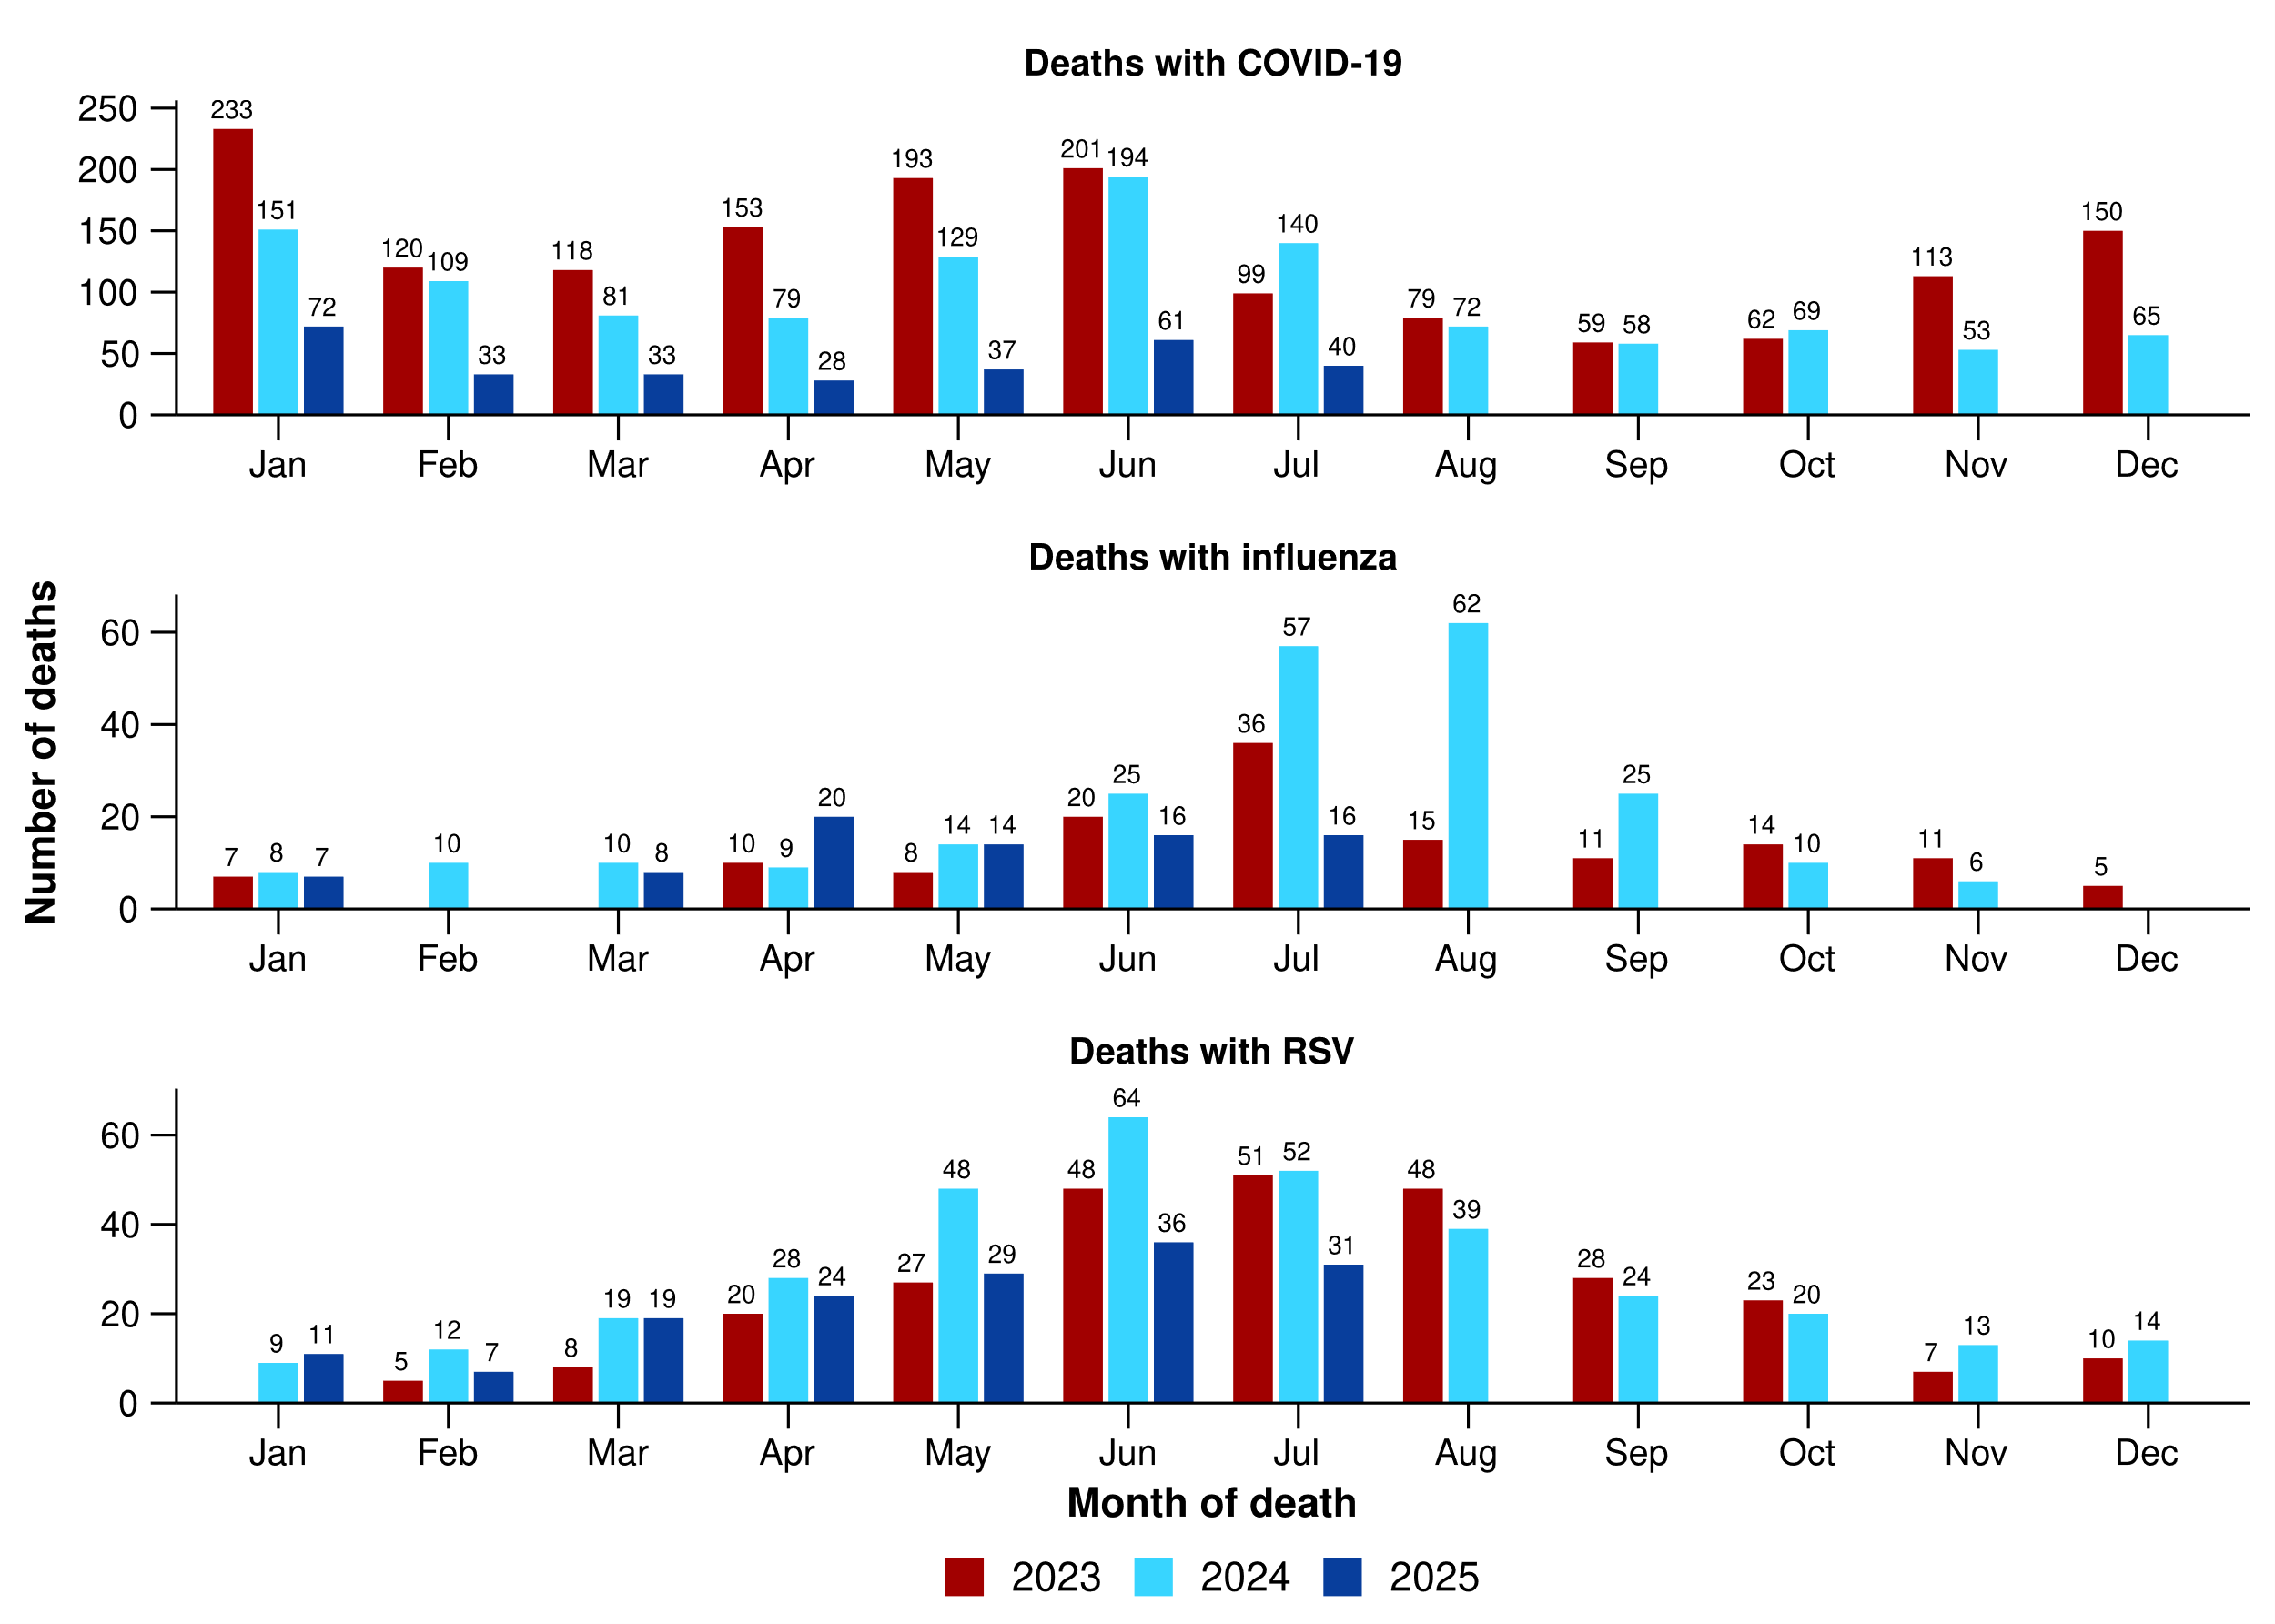 Deaths with COVID-19
250
200
150
100
50
0
233 151 72
120 109 33
118 81 33
153 79 28
193 129 37
201 194 61
99 140 40
79 72
59 58
62 69
113 53
150 65
Jan Feb Mar Apr May Jun Jul Aug Sep Oct Nov Dec
Number of deaths
Deaths with influenza
60
40
20
0
7 8 7
10
10 8
10 9 20
8 14 14
20 25 16
36 57 16
15 62
11 25
14 10
11 6
5
Jan Feb Mar Apr May Jun Jul Aug Sep Oct Nov Dec
Deaths with RSV
60
40
20
0
9 11
5 12 7
8 19 19
20 28 24
27 48 29
48 64 36
51 52 31
48 39
28 24
23 20
7 13
10 14
Jan Feb Mar Apr May Jun Jul Aug Sep Oct Nov Dec
Month of death
2023 2024 2025